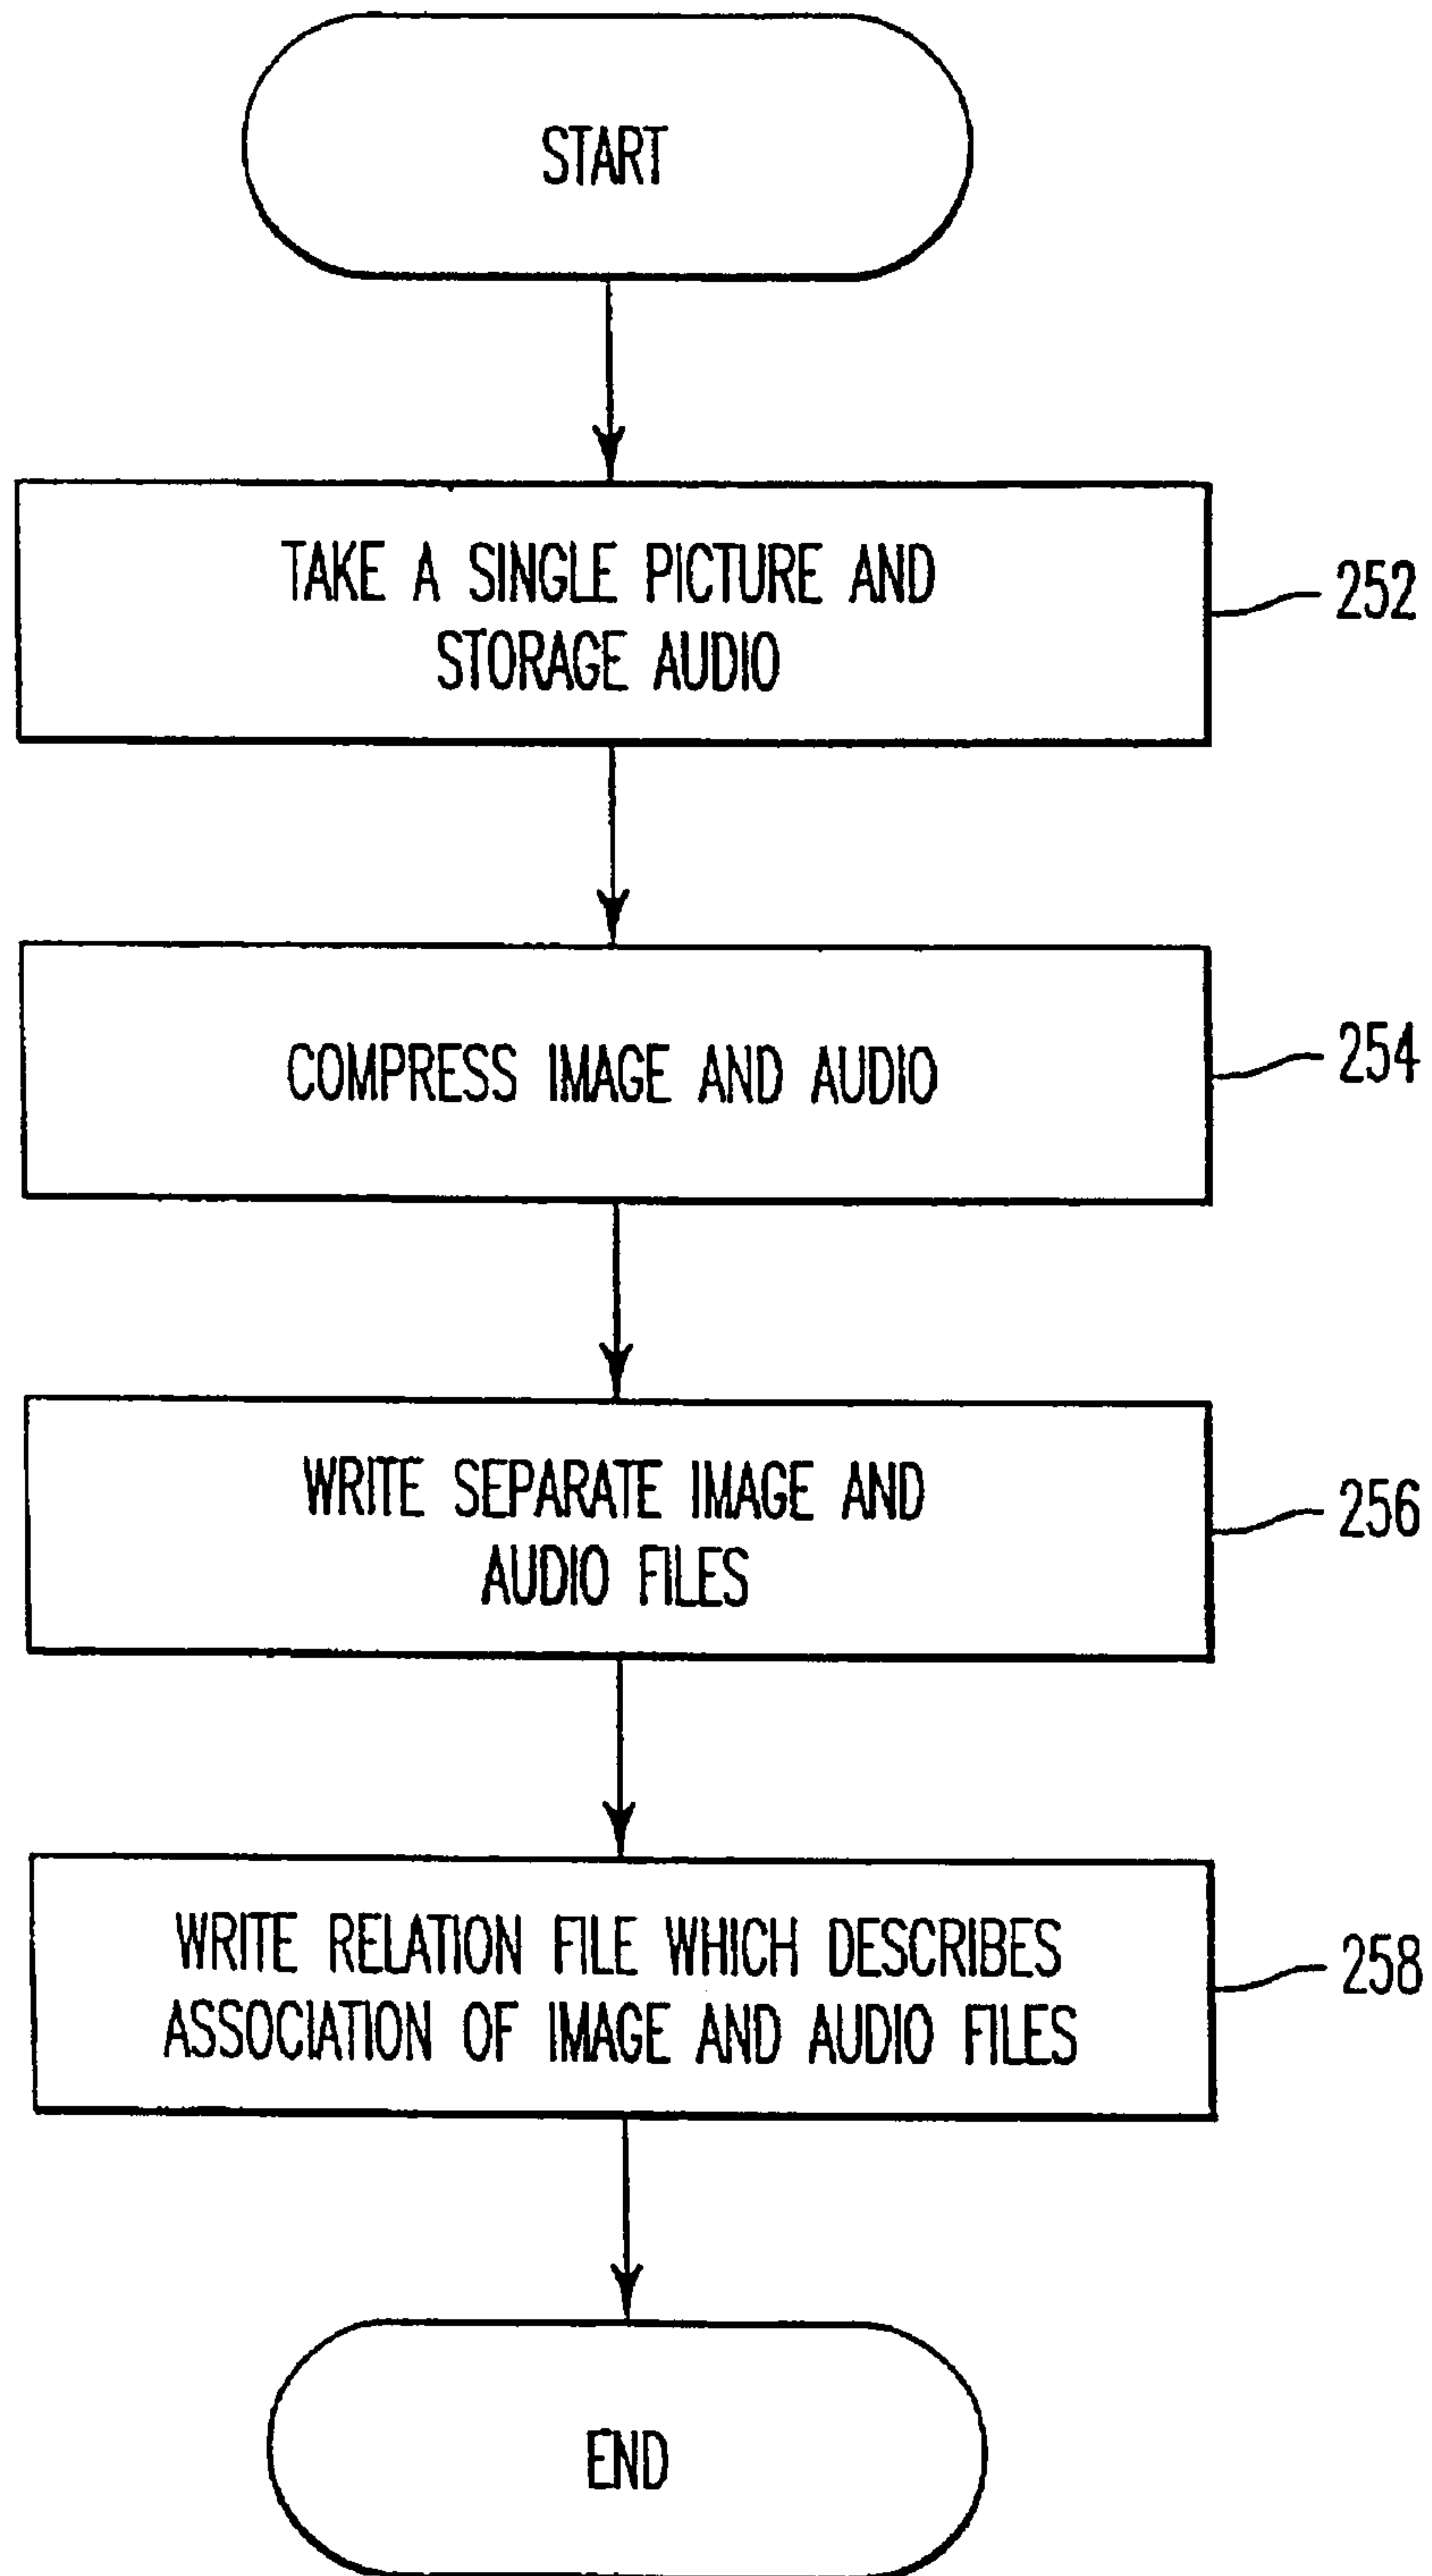 START
TAKE A SINGLE PICTURE AND
STORAGE AUDIO
252
COMPRESS IMAGE AND AUDIO
254
WRITE SEPARATE IMAGE AND
AUDIO FILES
256
WRITE RELATION FILE WHICH DESCRIBES
ASSOCIATION OF IMAGE AND AUDIO FILES
258
END